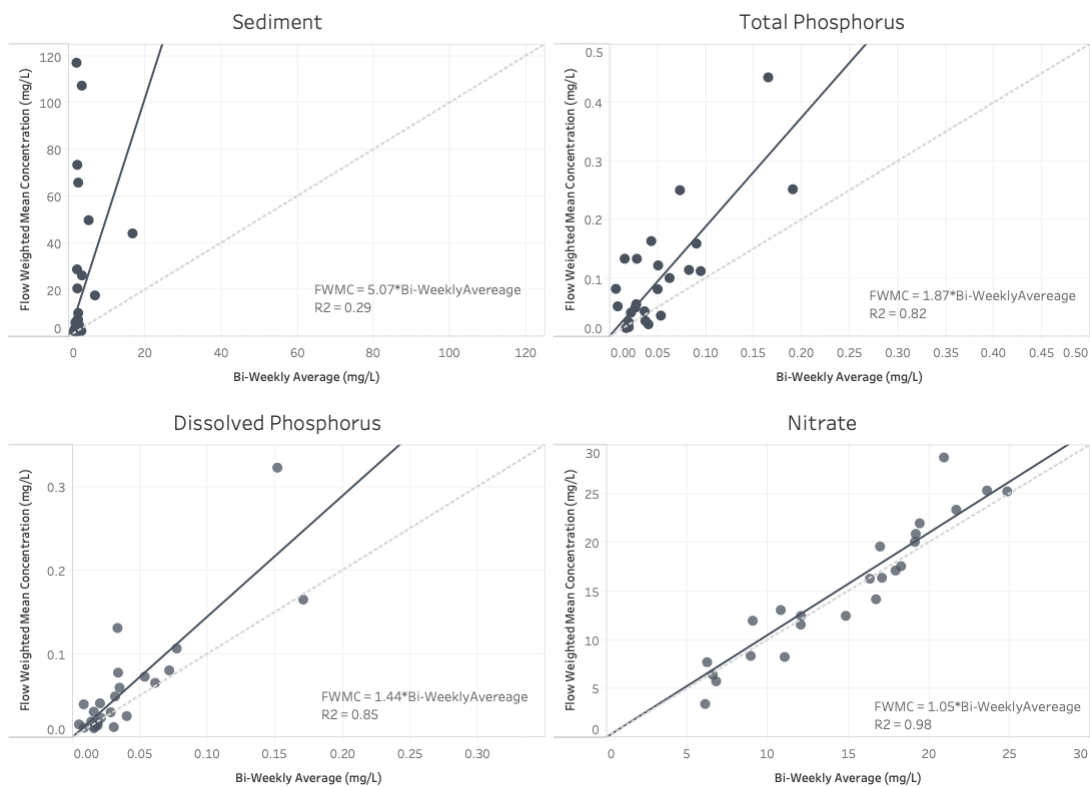 Sediment
Flow Weighted Mean Concentration (mg/L)
120
100
80
60
40
20
0
FWMC = 5.07*Bi-WeeklyAvereage
R2 = 0.29
0 20 40 60 80 100 120
Bi-Weekly Average (mg/L)
Total Phosphorus
Flow Weighted Mean Concentration (mg/L)
0.5
0.4
0.3
0.2
0.1
0.0
FWMC = 1.87*Bi-WeeklyAvereage
R2 = 0.82
0.00 0.05 0.10 0.15 0.20 0.25 0.30 0.35 0.40 0.45 0.50
Bi-Weekly Average (mg/L)
Dissolved Phosphorus
Flow Weighted Mean Concentration (mg/L)
0.3
0.2
0.1
0.0
FWMC = 1.44*Bi-WeeklyAvereage
R2 = 0.85
0.00 0.05 0.10 0.15 0.20 0.25 0.30
Bi-Weekly Average (mg/L)
Nitrate
Flow Weighted Mean Concentration (mg/L)
30
25
20
15
10
5
0
FWMC = 1.05*Bi-WeeklyAvereage
R2 = 0.98
0 5 10 15 20 25 30
Bi-Weekly Average (mg/L)